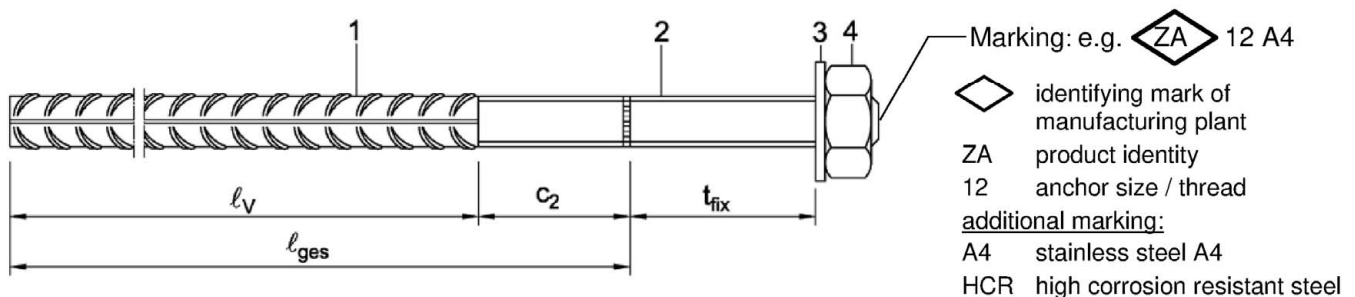 1
2
3 4
Marking: e.g. ZA 12 A4
identifying mark of
manufacturing plant
ZA product identity
12 anchor size / thread
additional marking:
A4 stainless steel A4
HCR high corrosion resistant steel
ℓV
c2
tfix
ℓges